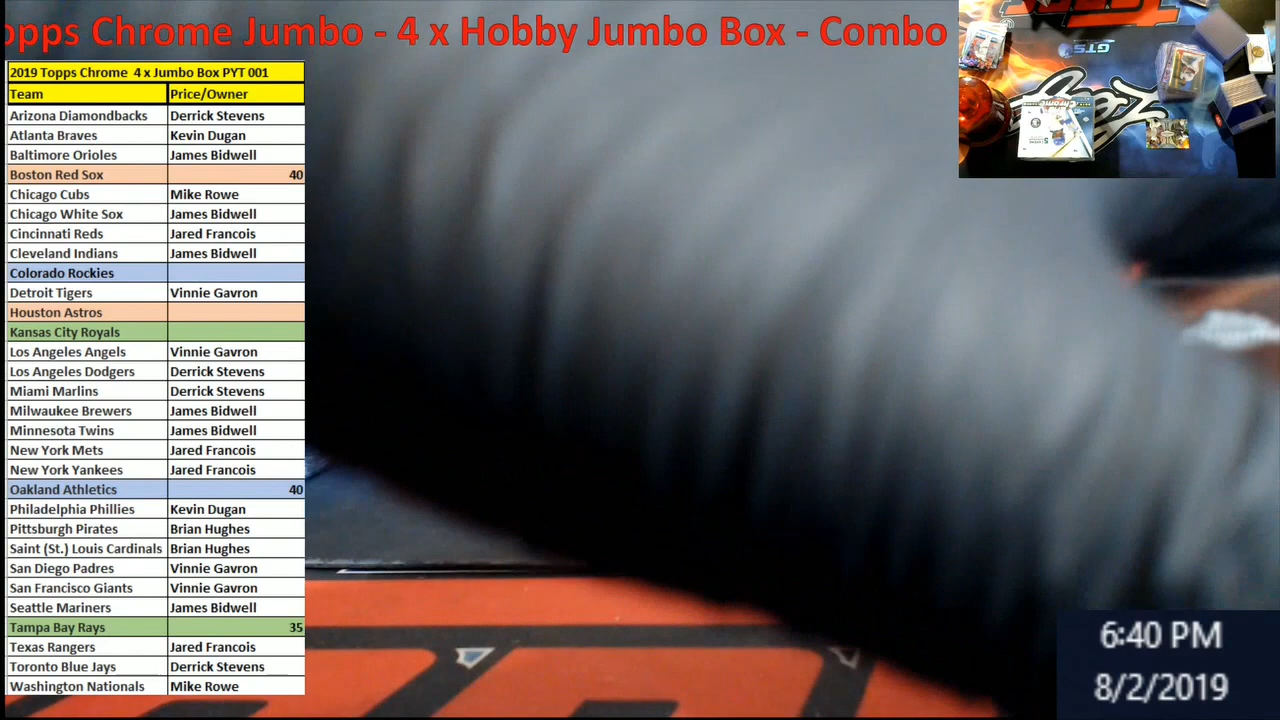 opps Chrome Jumbo - 4 x Hobby Jumbo Box - Combo
2019 Topps Chrome 4 x Jumbo Box PYT 001
Team Price/Owner
Arizona Diamondbacks Derrick Stevens
Atlanta Braves Kevin Dugan
Baltimore Orioles James Bidwell
Boston Red Sox 40
Chicago Cubs Mike Rowe
Chicago White Sox James Bidwell
Cincinnati Reds Jared Francois
Cleveland Indians James Bidwell
Colorado Rockies
Detroit Tigers Vinnie Gavron
Houston Astros
Kansas City Royals
Los Angeles Angels Vinnie Gavron
Los Angeles Dodgers Derrick Stevens
Miami Marlins Derrick Stevens
Milwaukee Brewers James Bidwell
Minnesota Twins James Bidwell
New York Mets Jared Francois
New York Yankees Jared Francois
Oakland Athletics 40
Philadelphia Phillies Kevin Dugan
Pittsburgh Pirates Brian Hughes
Saint (St.) Louis Cardinals Brian Hughes
San Diego Padres Vinnie Gavron
San Francisco Giants Vinnie Gavron
Seattle Mariners James Bidwell
Tampa Bay Rays 35
Texas Rangers Jared Francois
Toronto Blue Jays Derrick Stevens
Washington Nationals Mike Rowe
GTS
Chrome
6:40 PM
8/2/2019